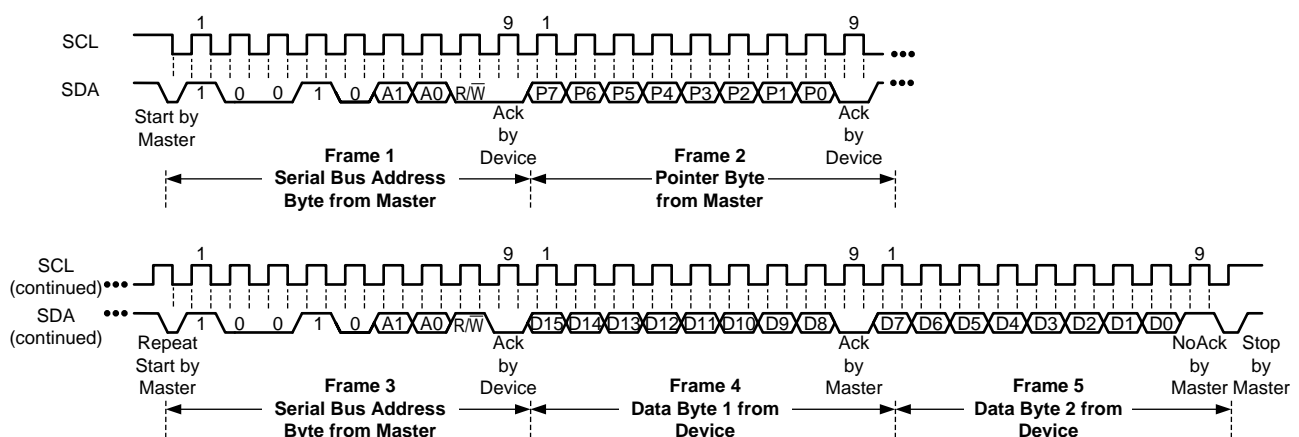 1 9 1 9
SCL •••
SDA 1 0 0 1 0 A1 A0 R/W̅ P7 P6 P5 P4 P3 P2 P1 P0 •••
Start by Master
Ack by Device
Ack by Device
Frame 1
Serial Bus Address
Byte from Master
Frame 2
Pointer Byte
from Master
1 9 1 9 1 9
SCL
(continued) •••
SDA
(continued) •••
1 0 0 1 0 A1 A0 R/W̅ D15 D14 D13 D12 D11 D10 D9 D8 D7 D6 D5 D4 D3 D2 D1 D0
Repeat
Start by
Master
Ack
by
Device
Ack
by
Master
NoAck
by
Master
Stop
by
Master
Frame 3
Serial Bus Address
Byte from Master
Frame 4
Data Byte 1 from
Device
Frame 5
Data Byte 2 from
Device